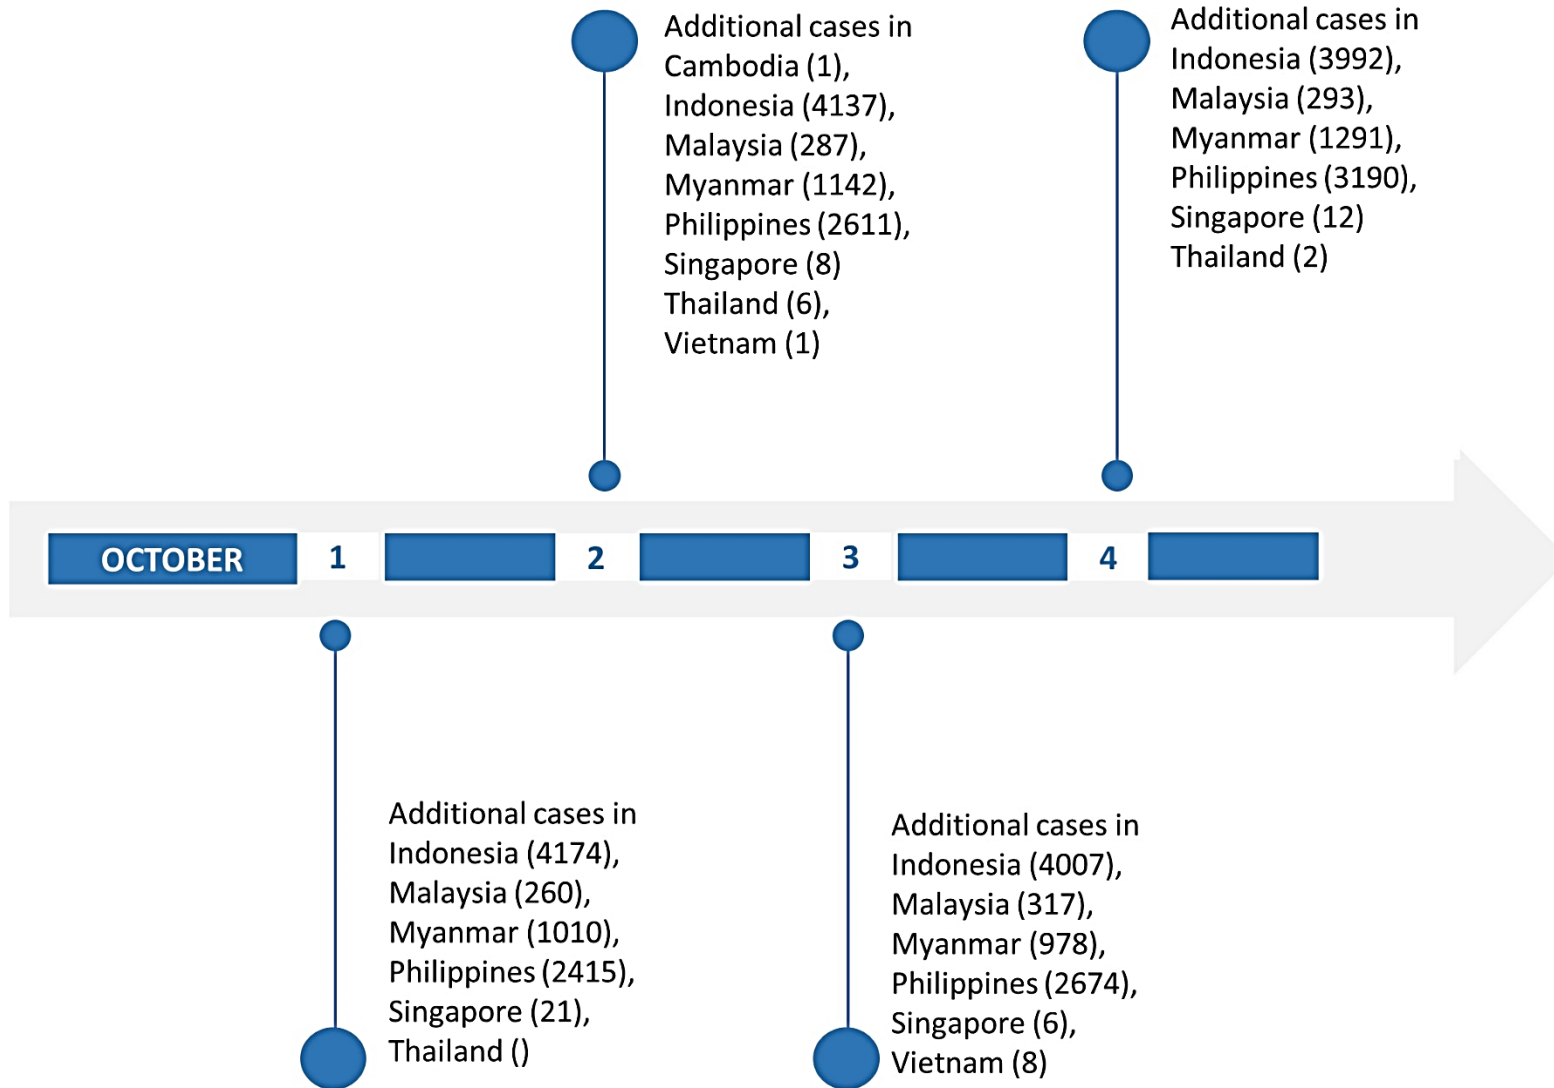 Additional cases in
Cambodia (1),
Indonesia (4137),
Malaysia (287),
Myanmar (1142),
Philippines (2611),
Singapore (8)
Thailand (6),
Vietnam (1)
Additional cases in
Indonesia (3992),
Malaysia (293),
Myanmar (1291),
Philippines (3190),
Singapore (12)
Thailand (2)
OCTOBER 1 2 3 4
Additional cases in
Indonesia (4174),
Malaysia (260),
Myanmar (1010),
Philippines (2415),
Singapore (21),
Thailand ()
Additional cases in
Indonesia (4007),
Malaysia (317),
Myanmar (978),
Philippines (2674),
Singapore (6),
Vietnam (8)